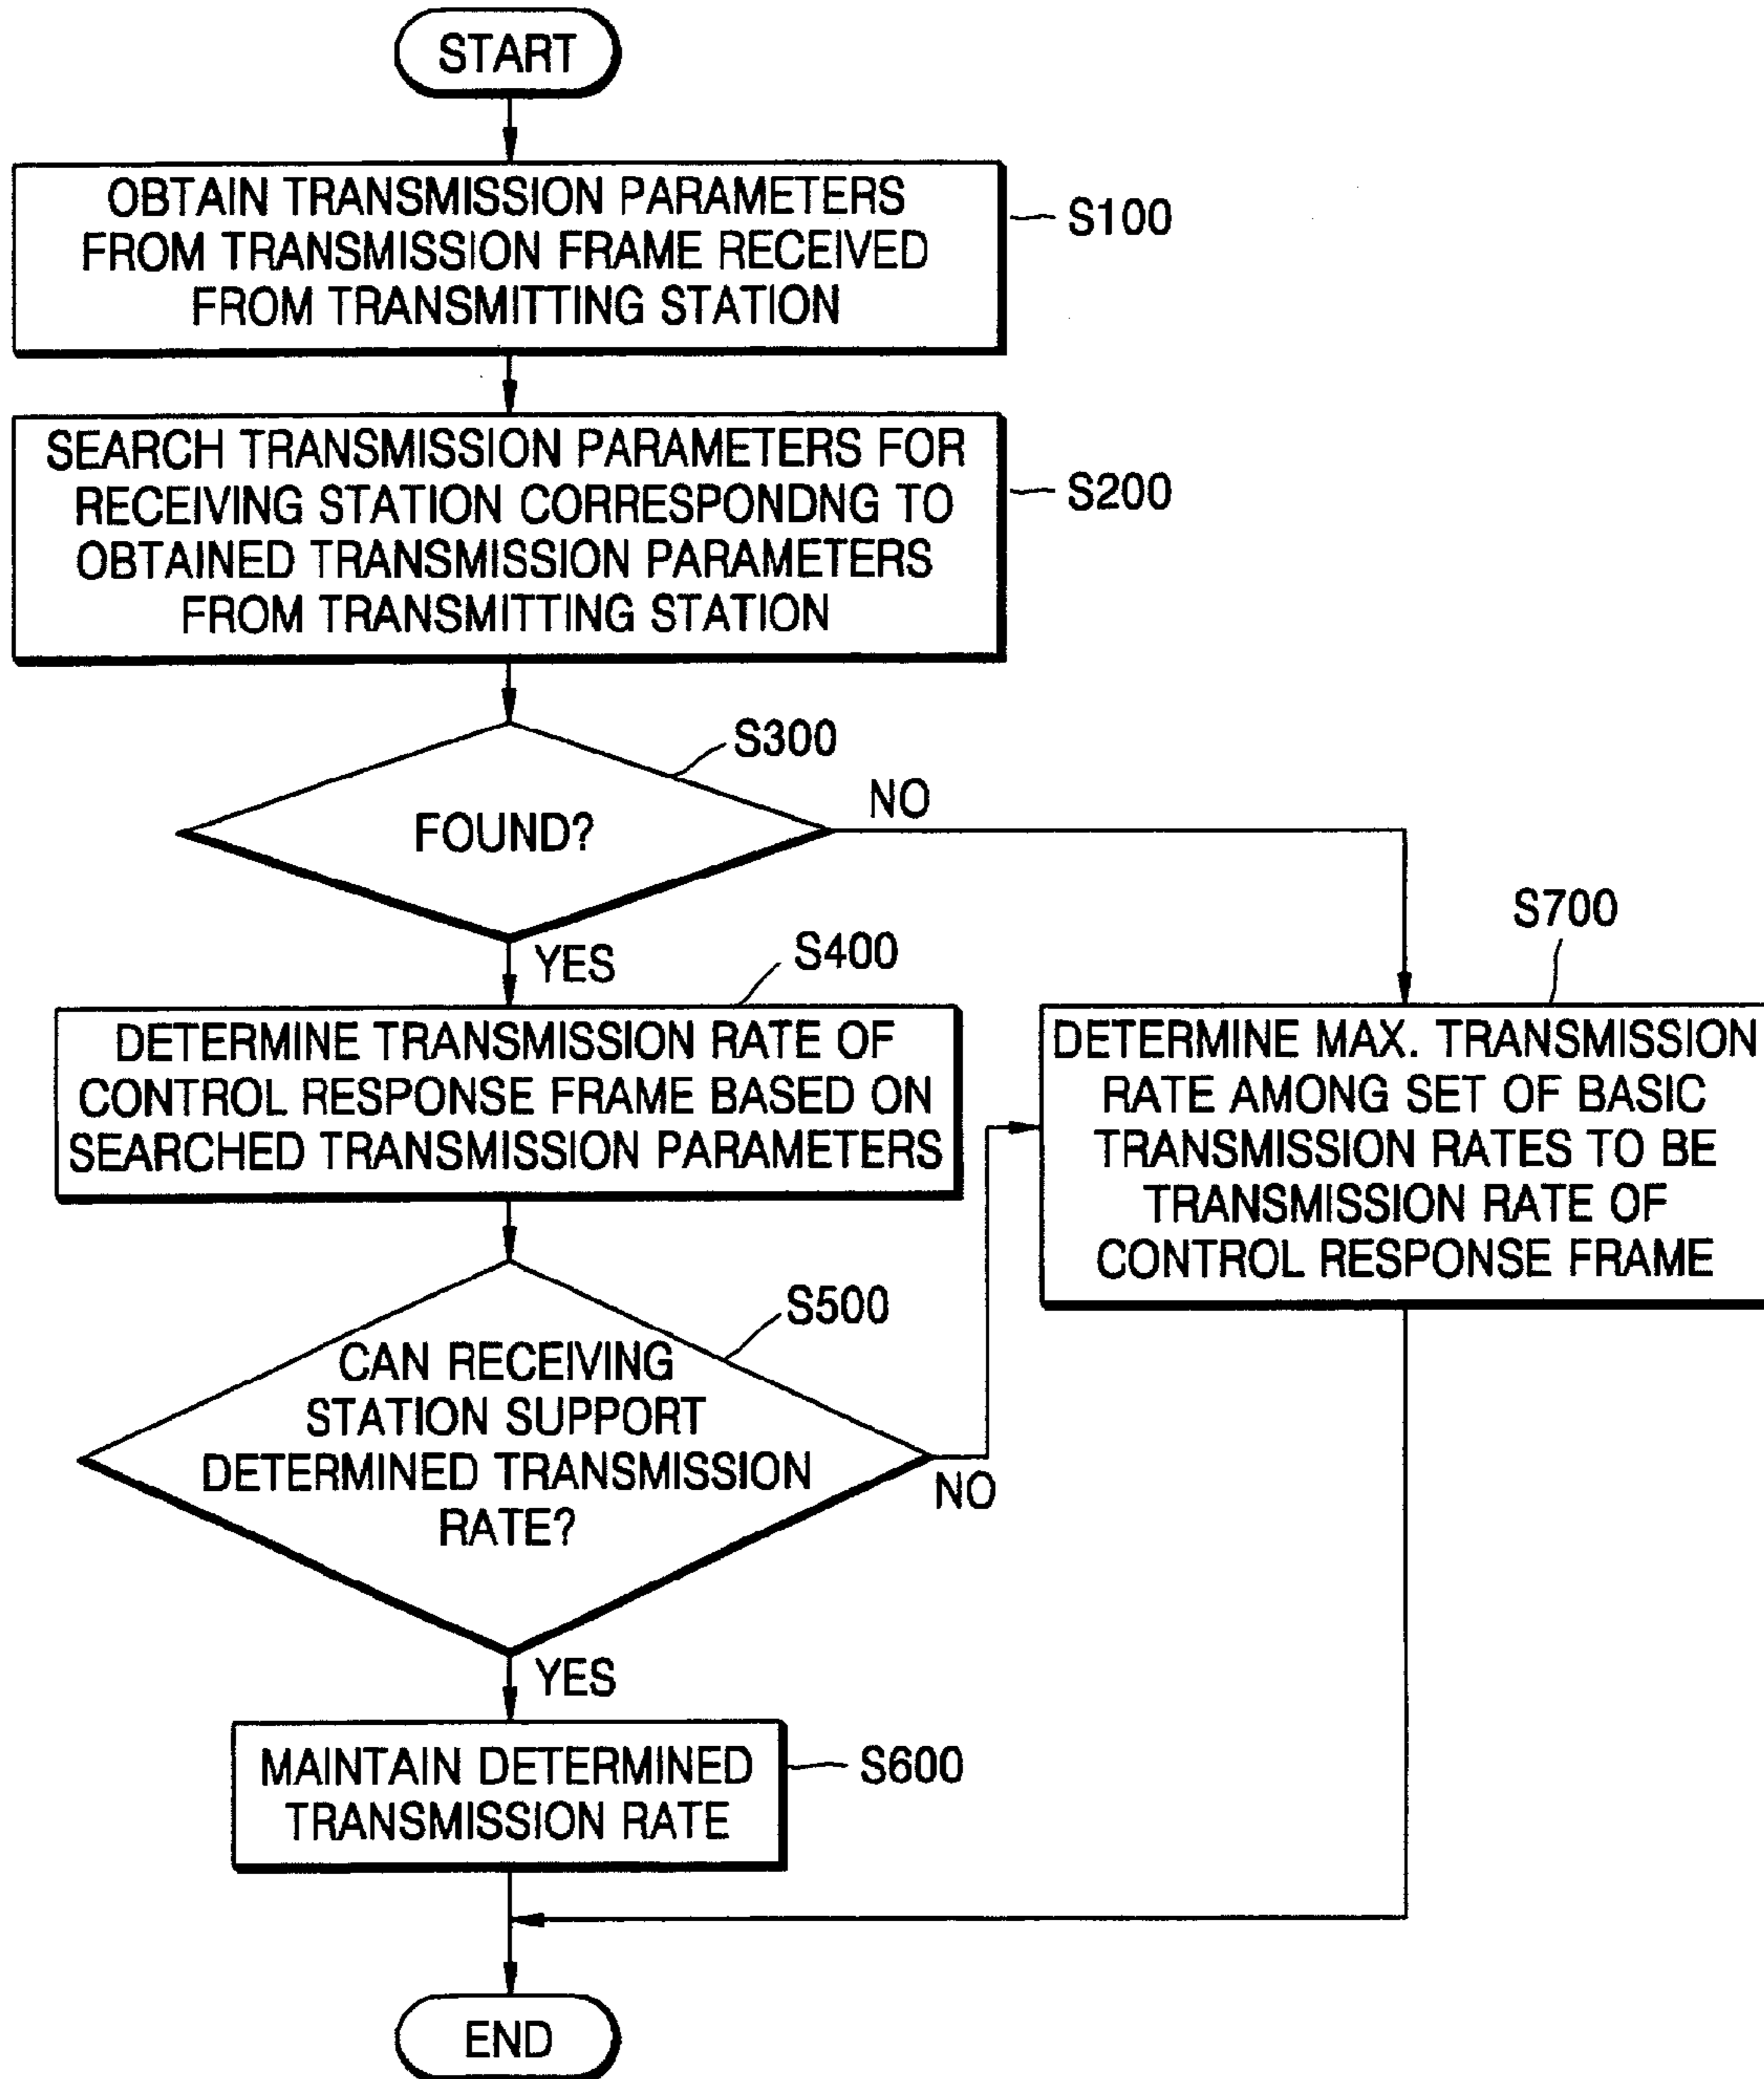 START
OBTAIN TRANSMISSION PARAMETERS
FROM TRANSMISSION FRAME RECEIVED
FROM TRANSMITTING STATION
S100
SEARCH TRANSMISSION PARAMETERS FOR
RECEIVING STATION CORRESPONDNG TO
OBTAINED TRANSMISSION PARAMETERS
FROM TRANSMITTING STATION
S200
S300
FOUND?
NO
YES
S400
DETERMINE TRANSMISSION RATE OF
CONTROL RESPONSE FRAME BASED ON
SEARCHED TRANSMISSION PARAMETERS
S700
DETERMINE MAX. TRANSMISSION
RATE AMONG SET OF BASIC
TRANSMISSION RATES TO BE
TRANSMISSION RATE OF
CONTROL RESPONSE FRAME
S500
CAN RECEIVING
STATION SUPPORT
DETERMINED TRANSMISSION
RATE?
NO
YES
MAINTAIN DETERMINED
TRANSMISSION RATE
S600
END